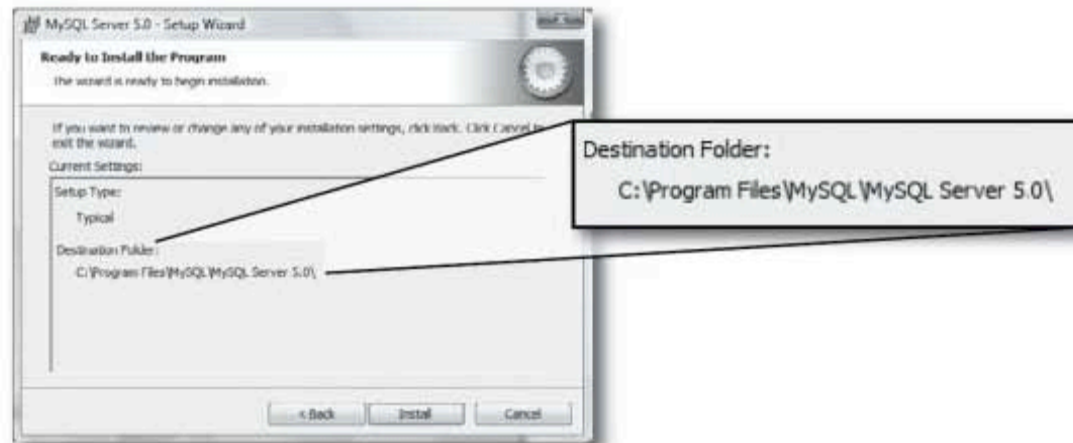 MySQL Server 5.0 - Setup Wizard
Ready to Install the Program
The wizard is ready to begin installation.
If you want to review or change any of your installation settings, click Back. Click Cancel to
exit the wizard.
Current Settings:
Setup Type:
Typical
Destination Folder:
C:\Program Files\MySQL\MySQL Server 5.0\
< Back
Install
Cancel
Destination Folder:
C:\Program Files\MySQL\MySQL Server 5.0\